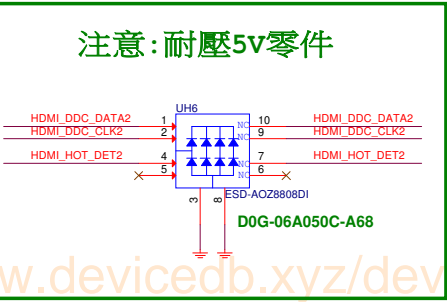 注意:耐壓5V零件
UH6
HDMI_DDC_DATA2 1 NC 10 HDMI_DDC_DATA2
HDMI_DDC_CLK2 2 NC 9 HDMI_DDC_CLK2
HDMI_HOT_DET2 4 NC 7 HDMI_HOT_DET2
5 NC 6
3 8 ESD-AOZ8808DI
D0G-06A050C-A68
w.devicedb.xyz/dev